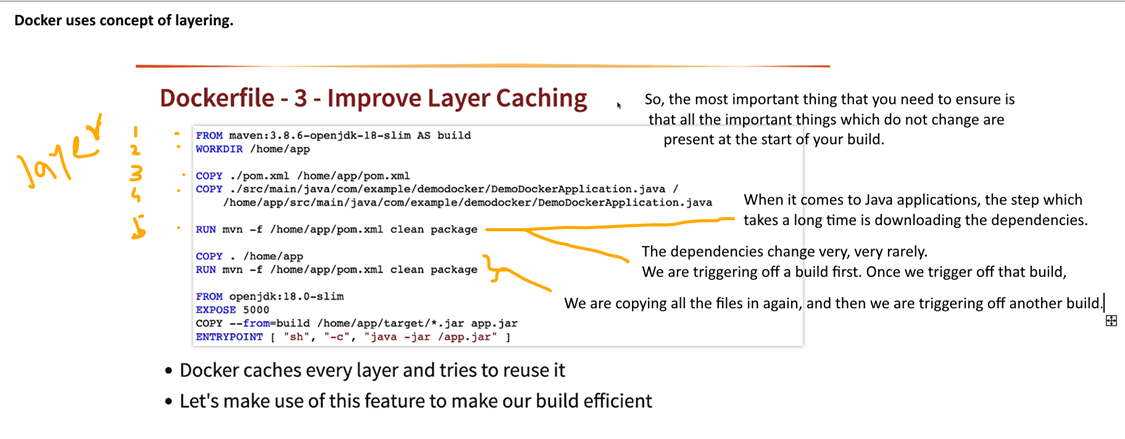 Docker uses concept of layering.
Dockerfile - 3 - Improve Layer Caching
So, the most important thing that you need to ensure is
that all the important things which do not change are
present at the start of your build.
layer
1
2
3
4
5
FROM maven:3.8.6-openjdk-18-slim AS build
WORKDIR /home/app
COPY ./pom.xml /home/app/pom.xml
COPY ./src/main/java/com/example/demodocker/DemoDockerApplication.java /
/home/app/src/main/java/com/example/demodocker/DemoDockerApplication.java
RUN mvn -f /home/app/pom.xml clean package
COPY . /home/app
RUN mvn -f /home/app/pom.xml clean package
FROM openjdk:18.0-slim
EXPOSE 5000
COPY --from=build /home/app/target/*.jar app.jar
ENTRYPOINT [ "sh", "-c", "java -jar /app.jar" ]
When it comes to Java applications, the step which
takes a long time is downloading the dependencies.
The dependencies change very, very rarely.
We are triggering off a build first. Once we trigger off that build,
We are copying all the files in again, and then we are triggering off another build.
• Docker caches every layer and tries to reuse it
• Let's make use of this feature to make our build efficient